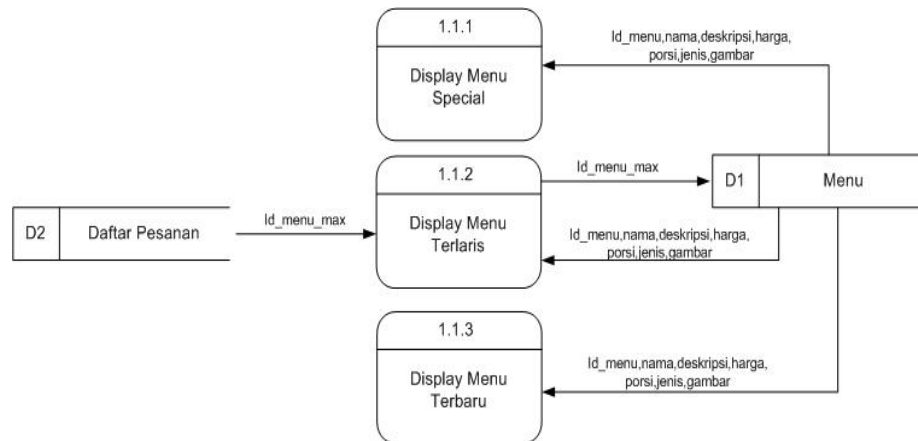 1.1.1
Display Menu
Special
Id_menu,nama,deskripsi,harga,
porsi,jenis,gambar
1.1.2
Display Menu
Terlaris
Id_menu_max
D1
Menu
D2
Daftar Pesanan
Id_menu_max
Id_menu,nama,deskripsi,harga,
porsi,jenis,gambar
1.1.3
Display Menu
Terbaru
Id_menu,nama,deskripsi,harga,
porsi,jenis,gambar